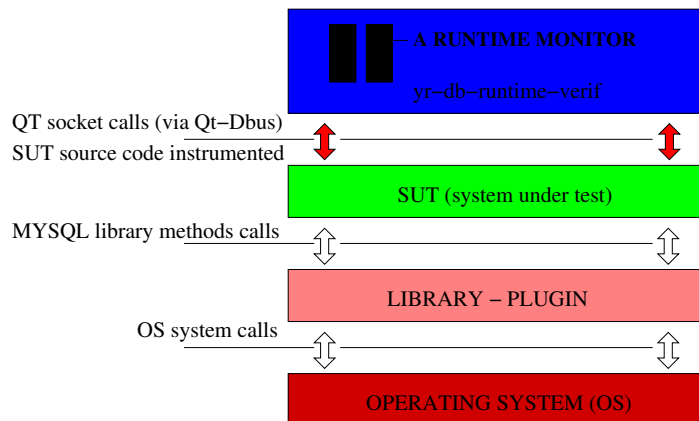 A RUNTIME MONITOR
yr−db−runtime−verif
QT socket calls (via Qt−Dbus)
SUT source code instrumented
SUT (system under test)
MYSQL library methods calls
LIBRARY − PLUGIN
OS system calls
OPERATING SYSTEM (OS)